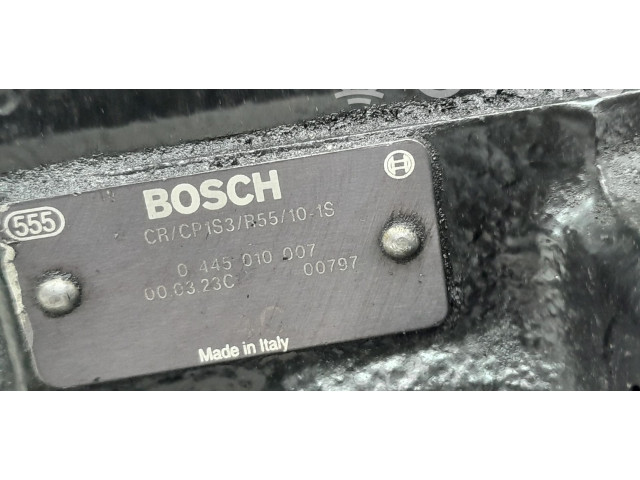 BOSCH
555
CR/CP1S3/R55/10-1S
0 445 010 007
00.03.23C 00797
Made in Italy